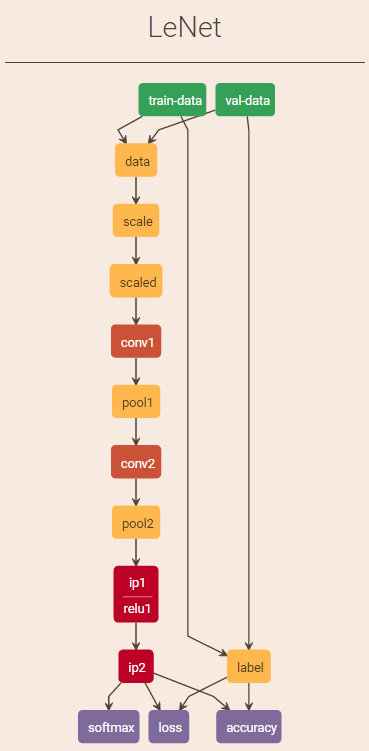 LeNet
train-data
val-data
data
scale
scaled
conv1
pool1
conv2
pool2
ip1
relu1
ip2
label
softmax
loss
accuracy